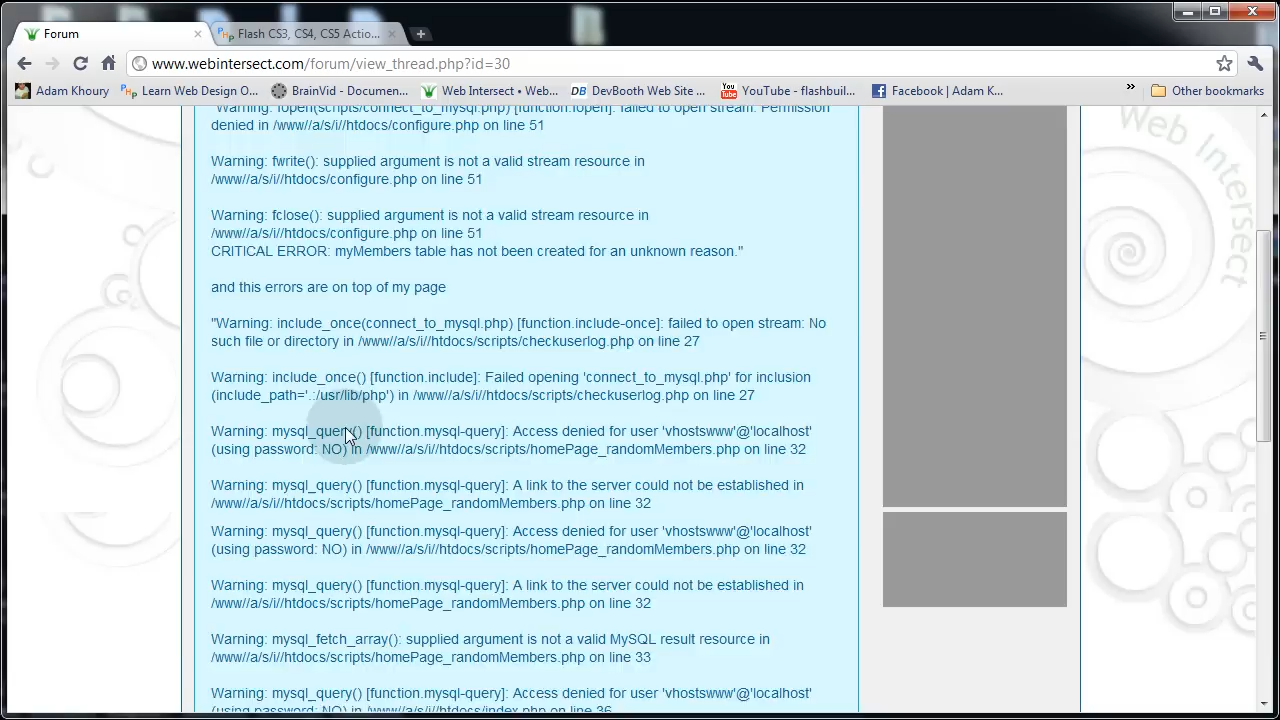 Forum
Flash CS3, CS4, CS5 Actio...
www.webintersect.com/forum/view_thread.php?id=30
Adam Khoury
Learn Web Design O...
BrainVid - Documen...
Web Intersect • Web...
DevBooth Web Site ...
YouTube - flashbuil...
Facebook | Adam K...
»
Other bookmarks
"Warning: fopen(scripts/connect_to_mysql.php) [function.fopen]: failed to open stream: Permission
denied in /www//a/s/i//htdocs/configure.php on line 51
Warning: fwrite(): supplied argument is not a valid stream resource in
/www//a/s/i//htdocs/configure.php on line 51
Warning: fclose(): supplied argument is not a valid stream resource in
/www//a/s/i//htdocs/configure.php on line 51
CRITICAL ERROR: myMembers table has not been created for an unknown reason."
and this errors are on top of my page
"Warning: include_once(connect_to_mysql.php) [function.include-once]: failed to open stream: No
such file or directory in /www//a/s/i//htdocs/scripts/checkuserlog.php on line 27
Warning: include_once() [function.include]: Failed opening 'connect_to_mysql.php' for inclusion
(include_path='.:/usr/lib/php') in /www//a/s/i//htdocs/scripts/checkuserlog.php on line 27
Warning: mysql_query() [function.mysql-query]: Access denied for user 'vhostswww'@'localhost'
(using password: NO) in /www//a/s/i//htdocs/scripts/homePage_randomMembers.php on line 32
Warning: mysql_query() [function.mysql-query]: A link to the server could not be established in
/www//a/s/i//htdocs/scripts/homePage_randomMembers.php on line 32
Warning: mysql_query() [function.mysql-query]: Access denied for user 'vhostswww'@'localhost'
(using password: NO) in /www//a/s/i//htdocs/scripts/homePage_randomMembers.php on line 32
Warning: mysql_query() [function.mysql-query]: A link to the server could not be established in
/www//a/s/i//htdocs/scripts/homePage_randomMembers.php on line 32
Warning: mysql_fetch_array(): supplied argument is not a valid MySQL result resource in
/www//a/s/i//htdocs/scripts/homePage_randomMembers.php on line 33
Warning: mysql_query() [function.mysql-query]: Access denied for user 'vhostswww'@'localhost'
(using password: NO) in /www//a/s/i//htdocs/index.php on line 36
Web Intersect